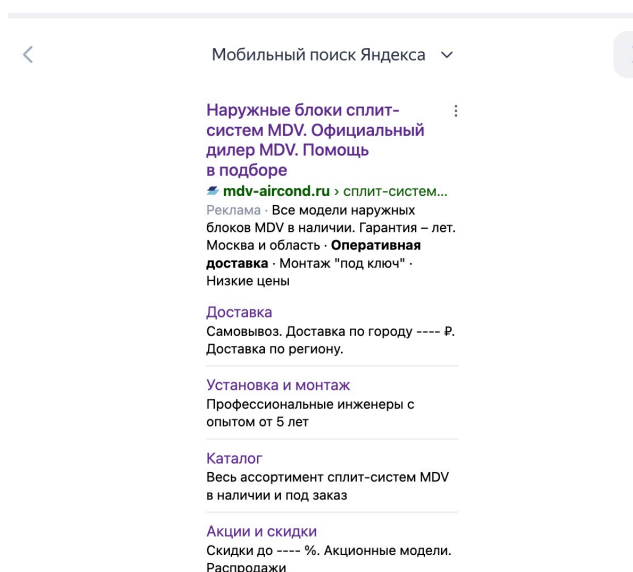 Мобильный поиск Яндекса
Наружные блоки сплит-
систем MDV. Официальный
дилер MDV. Помощь
в подборе
mdv-aircond.ru › сплит-систем...
Реклама · Все модели наружных
блоков MDV в наличии. Гарантия – лет.
Москва и область · Оперативная
доставка · Монтаж "под ключ" ·
Низкие цены
Доставка
Самовывоз. Доставка по городу ---- ₽.
Доставка по региону.
Установка и монтаж
Профессиональные инженеры с
опытом от 5 лет
Каталог
Весь ассортимент сплит-систем MDV
в наличии и под заказ
Акции и скидки
Скидки до ---- %. Акционные модели.
Распродажи